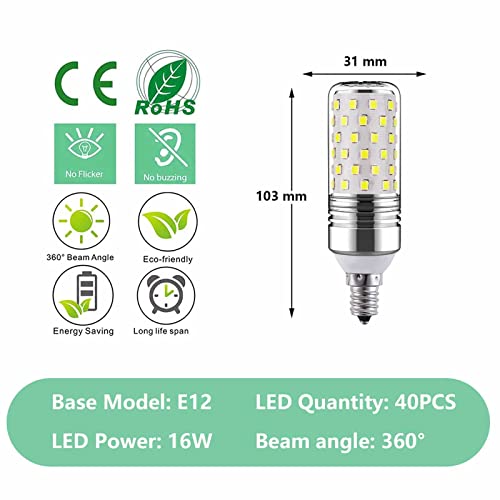 31 mm
CE
RoHS
No Flicker
No buzzing
103 mm
360° Beam Angle
Eco-friendly
Energy Saving
Long life span
Base Model: E12
LED Quantity: 40PCS
LED Power: 16W
Beam angle: 360°